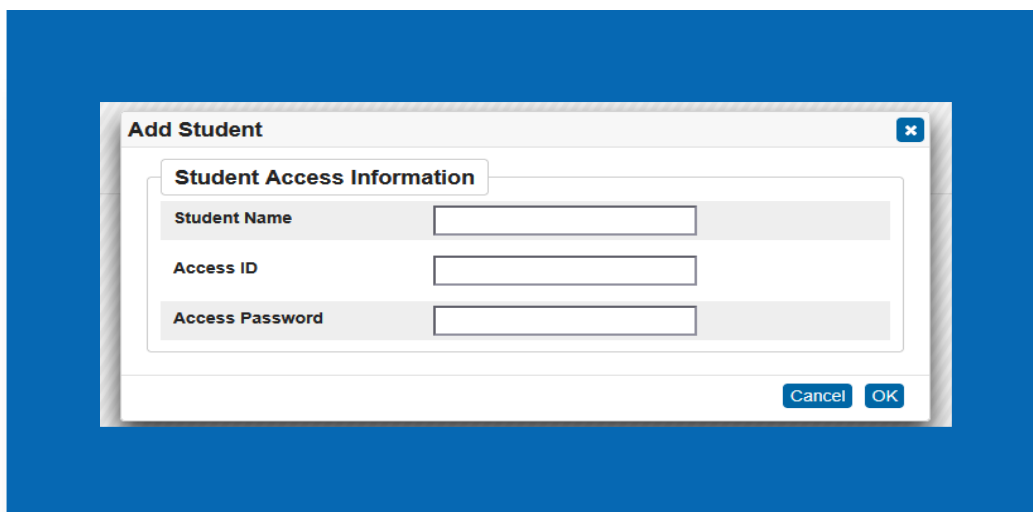 Add Student
Student Access Information
Student Name
Access ID
Access Password
Cancel OK